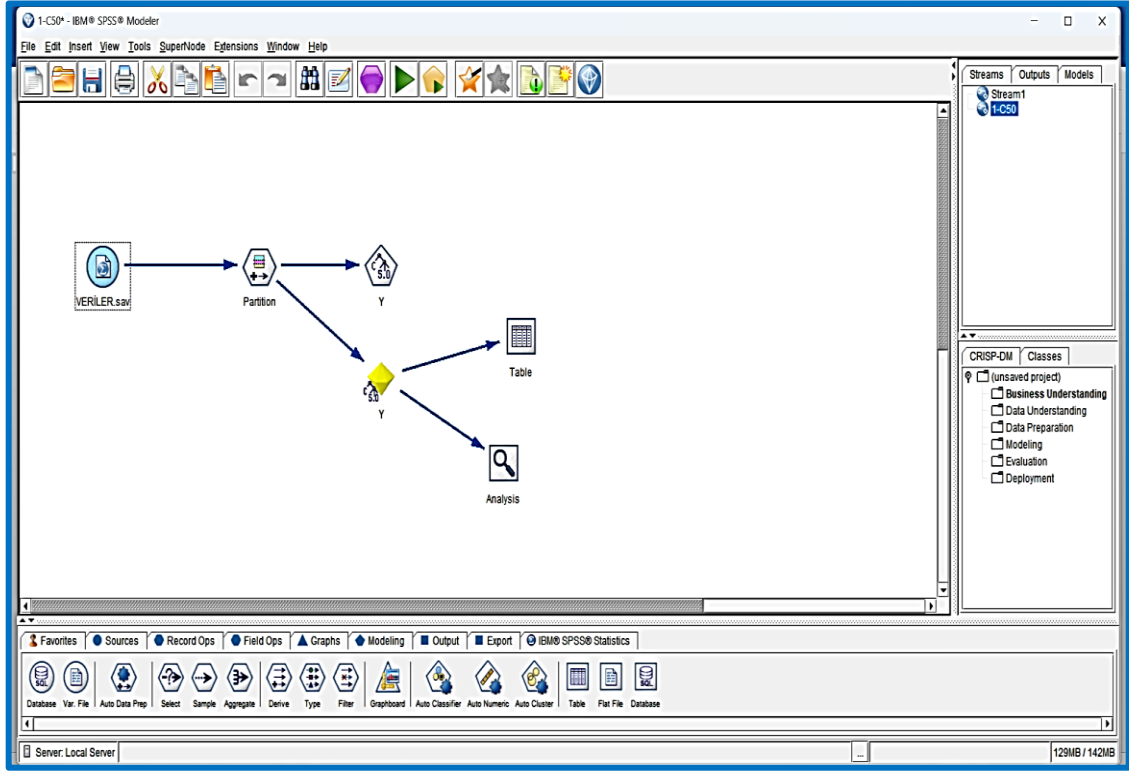 1-C50* - IBM® SPSS® Modeler
File Edit Insert View Tools SuperNode Extensions Window Help
Streams Outputs Models
Stream1
1-C50
VERİLER.sav
Partition
C 5.0
Y
Table
C 5.0
Y
Analysis
CRISP-DM Classes
(unsaved project)
Business Understanding
Data Understanding
Data Preparation
Modeling
Evaluation
Deployment
Favorites Sources Record Ops Field Ops Graphs Modeling Output Export IBM® SPSS® Statistics
SQL SQL
Database Var. File Auto Data Prep Select Sample Aggregate Derive Type Filter Graphboard Auto Classifier Auto Numeric Auto Cluster Table Flat File Database
Server: Local Server ... 129MB / 142MB